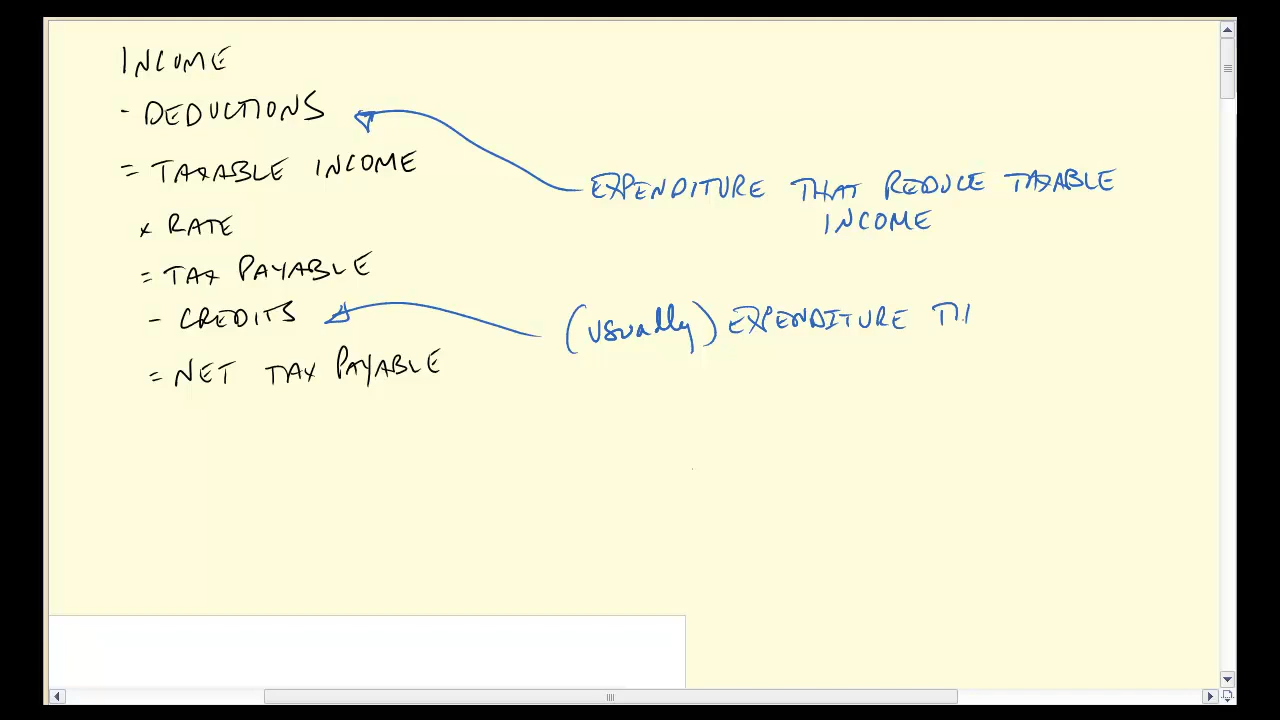 INCOME
- DEDUCTIONS
= TAXABLE INCOME
EXPENDITURE THAT REDUCE TAXABLE
INCOME
x RATE
= TAX PAYABLE
- CREDITS
(usually) EXPENDITURE
= NET TAX PAYABLE